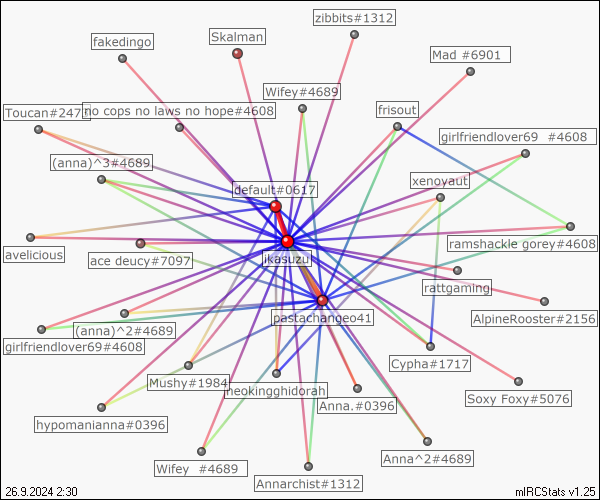 zibbits#1312
Skalman
fakedingo
Mad #6901
Wifey#4689
Toucan#247
no cops no laws no hope#4608
frisout
girlfriendlover69 #4608
(anna)^3#4689
xenovaut
default#0617
ramshackle gorey#4608
avelicious
ace deucy#7097
jkasuzu
rattgaming
pastachangeo41
AlpineRooster#2156
(anna)^2#4689
girlfriendlover69#4608
Cypha#1717
Mushy#1984
neokingghidorah
Anna.#0396
Soxy Foxy#5076
hypomanianna#0396
Wifey #4689
Anna^2#4689
Annarchist#1312
26.9.2024 2:30
mIRCStats v1.25